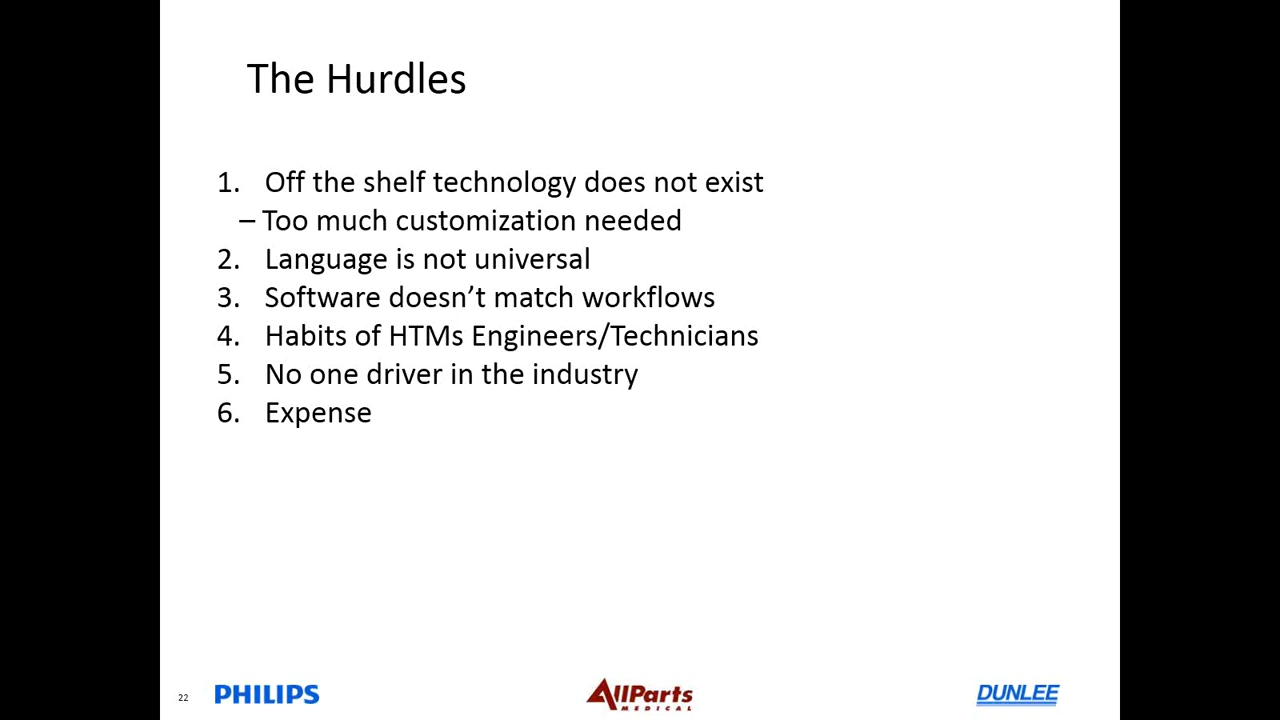 The Hurdles
1. Off the shelf technology does not exist
– Too much customization needed
2. Language is not universal
3. Software doesn’t match workflows
4. Habits of HTMs Engineers/Technicians
5. No one driver in the industry
6. Expense
22
PHILIPS
AllParts
MEDICAL
DUNLEE